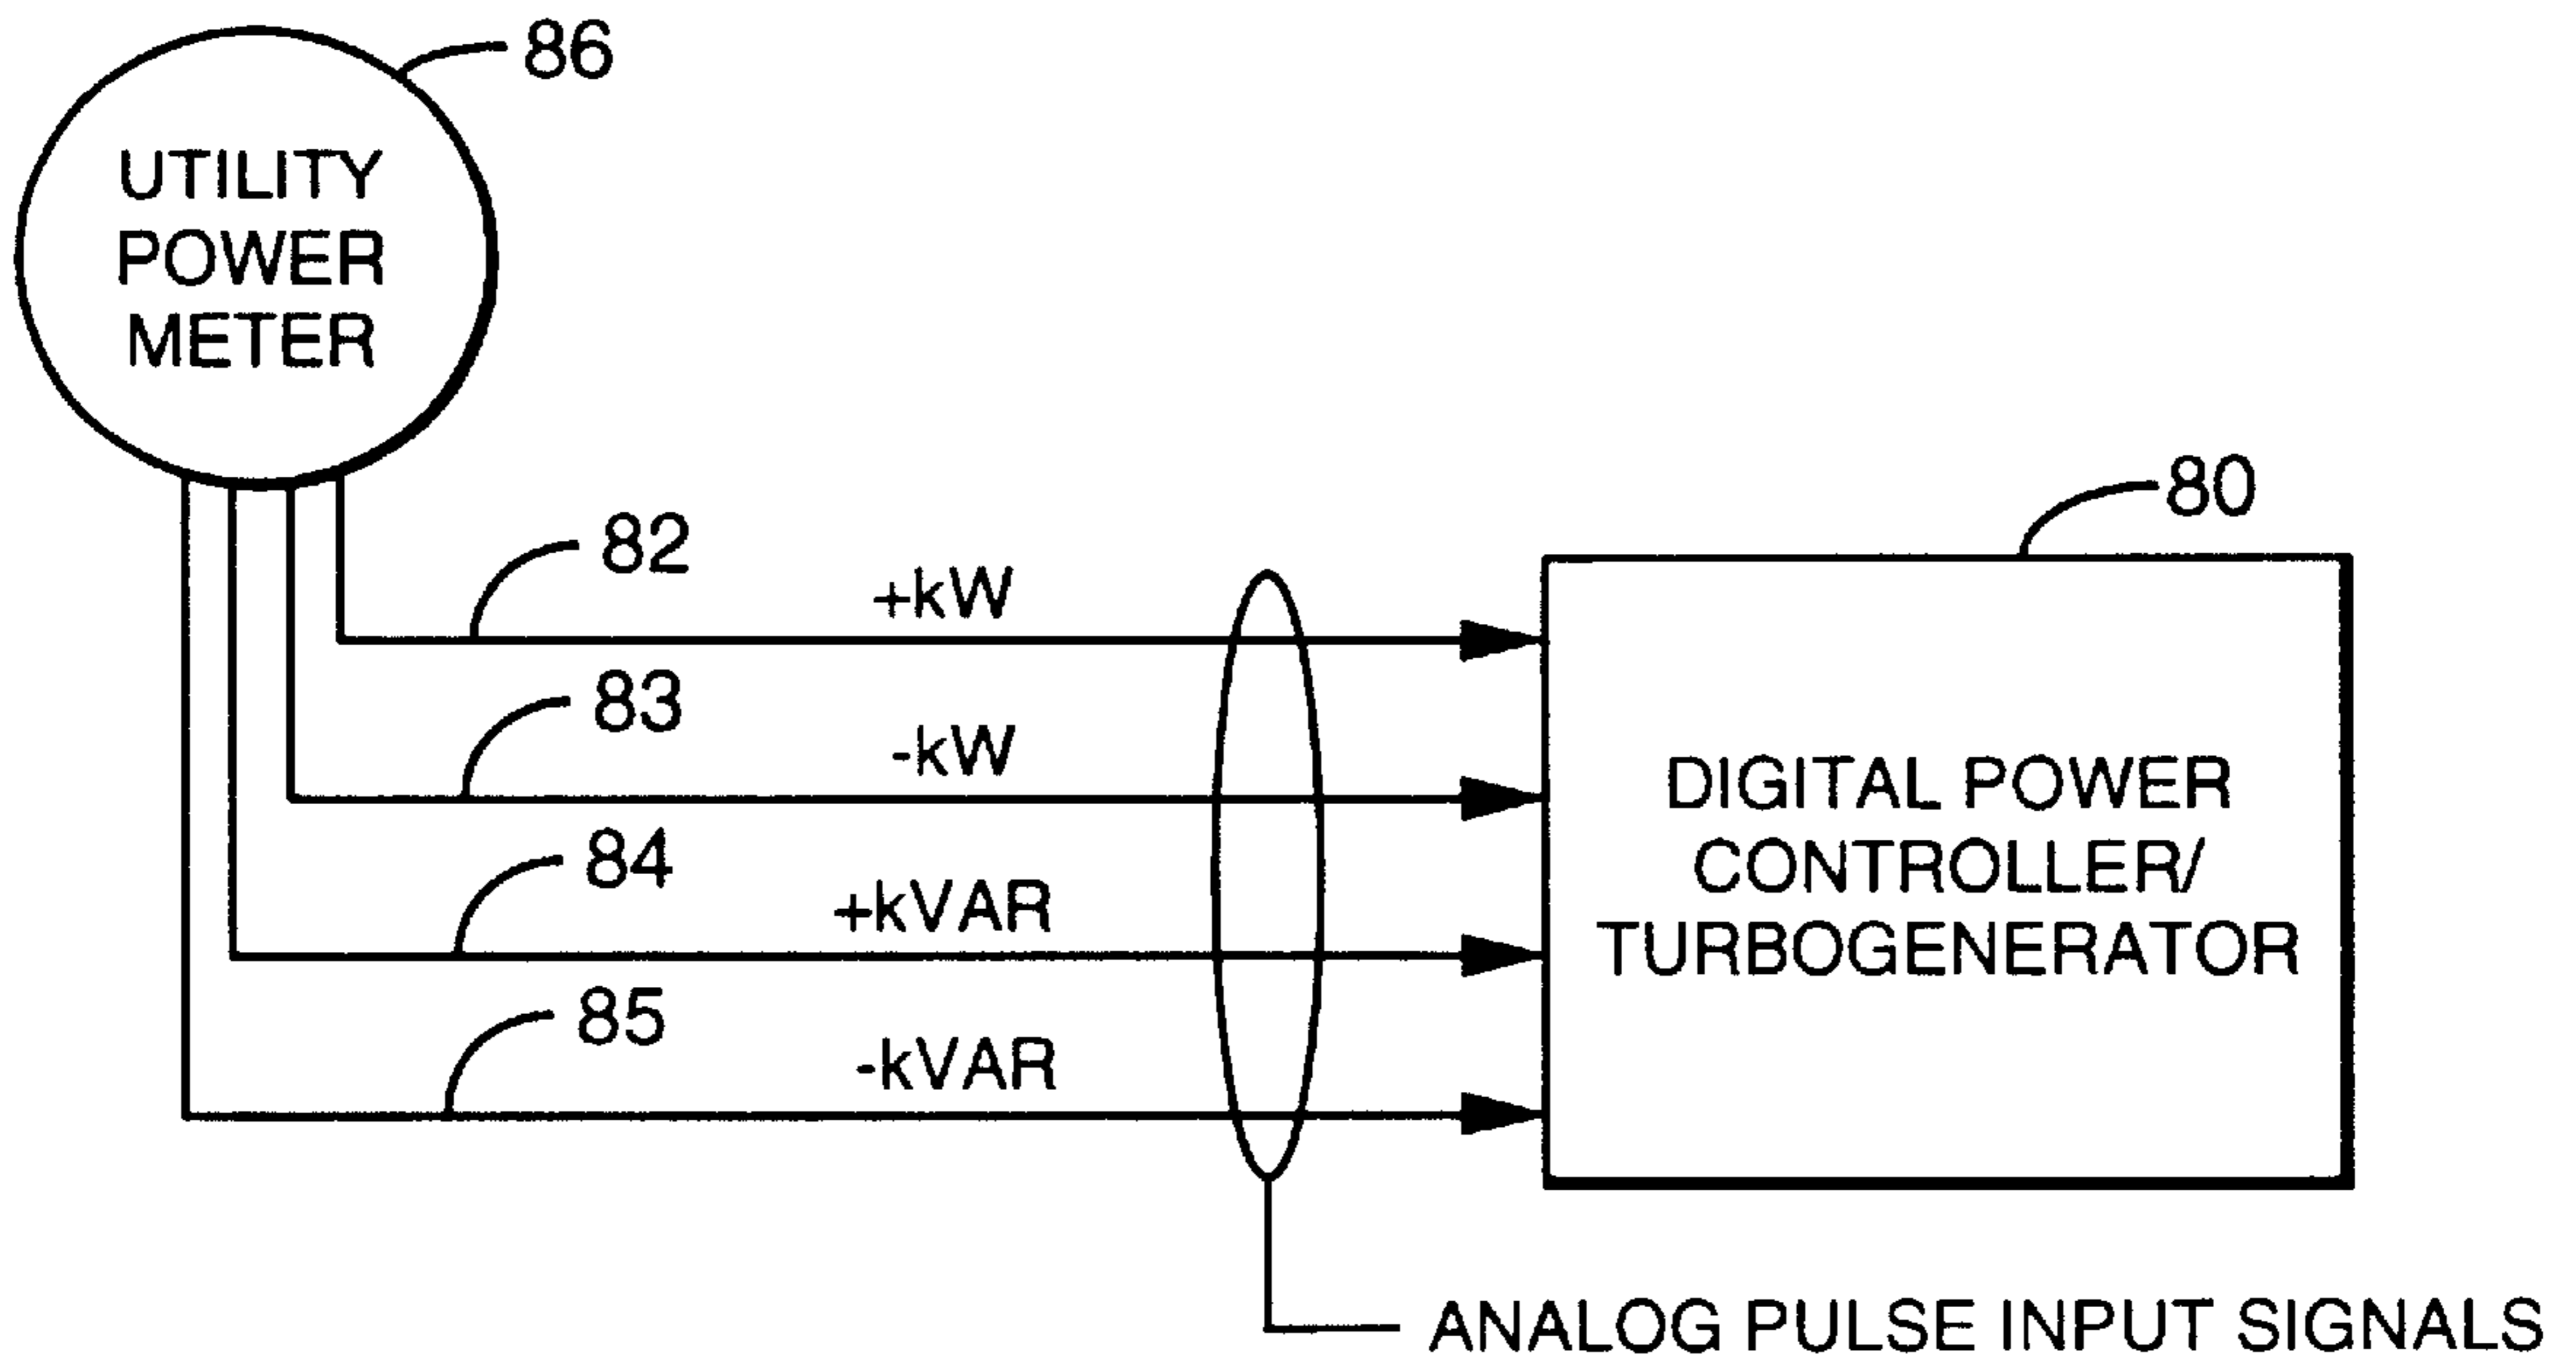 86
UTILITY
POWER
METER
80
82
+kW
83
-kW
84
+kVAR
85
-kVAR
DIGITAL POWER
CONTROLLER/
TURBOGENERATOR
ANALOG PULSE INPUT SIGNALS